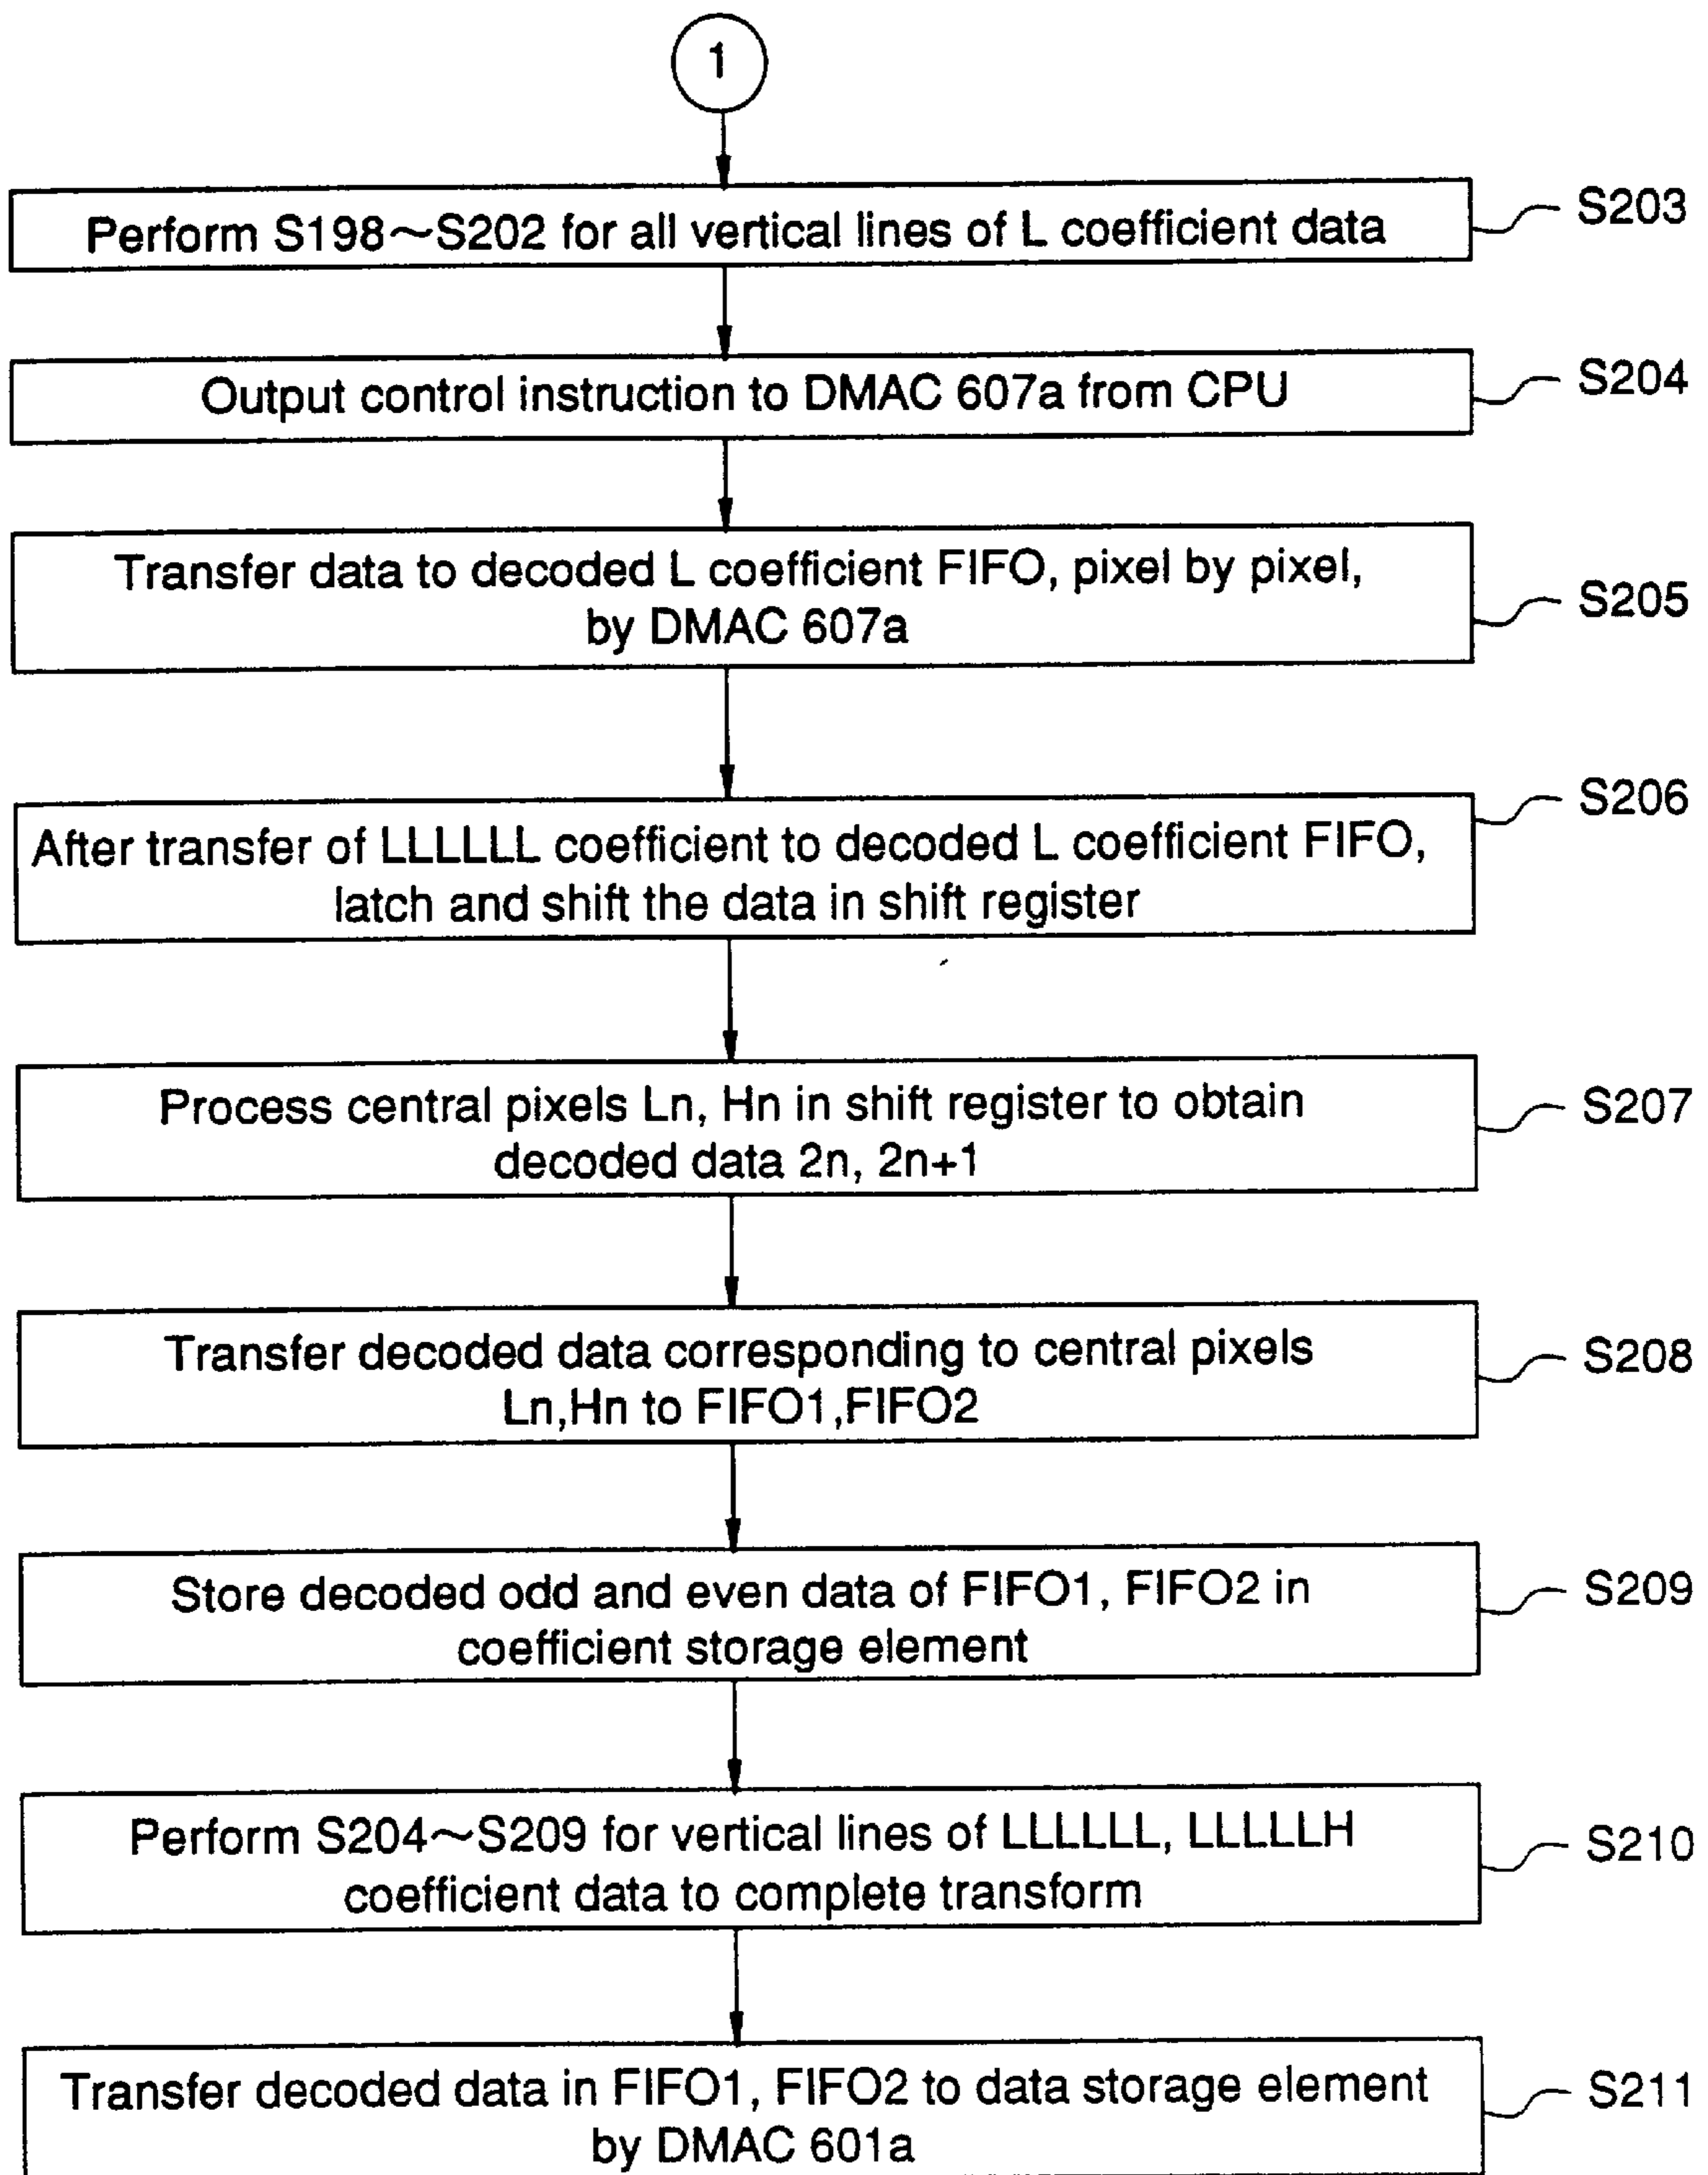 1
Perform S198~S202 for all vertical lines of L coefficient data
S203
Output control instruction to DMAC 607a from CPU
S204
Transfer data to decoded L coefficient FIFO, pixel by pixel,
by DMAC 607a
S205
After transfer of LLLLLL coefficient to decoded L coefficient FIFO,
latch and shift the data in shift register
S206
Process central pixels Ln, Hn in shift register to obtain
decoded data 2n, 2n+1
S207
Transfer decoded data corresponding to central pixels
Ln,Hn to FIFO1,FIFO2
S208
Store decoded odd and even data of FIFO1, FIFO2 in
coefficient storage element
S209
Perform S204~S209 for vertical lines of LLLLLL, LLLLLH
coefficient data to complete transform
S210
Transfer decoded data in FIFO1, FIFO2 to data storage element
by DMAC 601a
S211